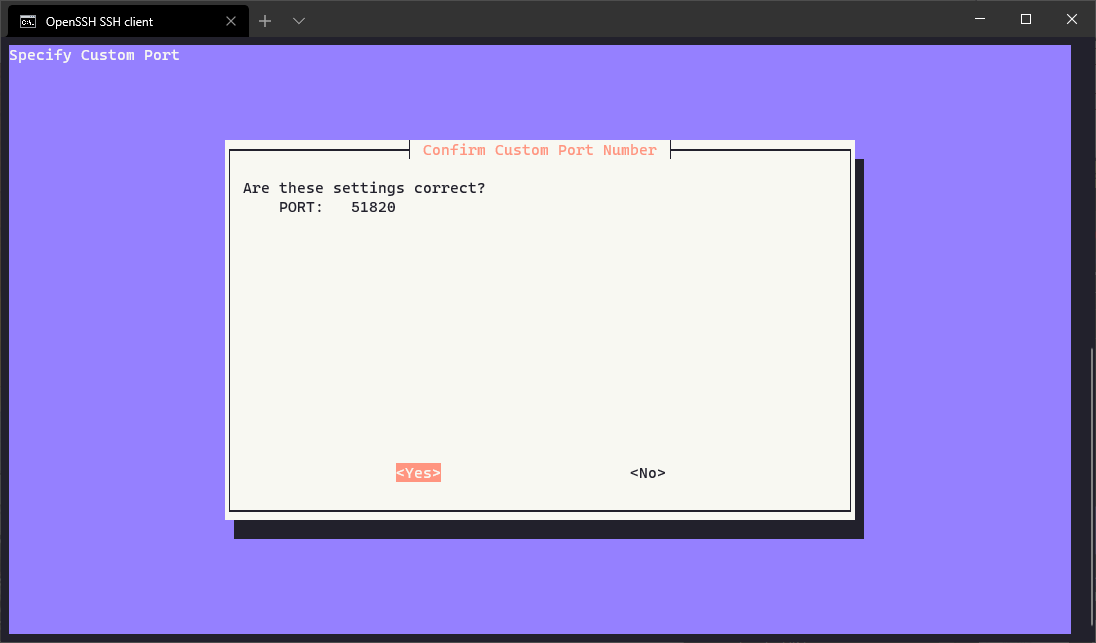 OpenSSH SSH client
Specify Custom Port
Confirm Custom Port Number
Are these settings correct?
PORT: 51820
<Yes> <No>